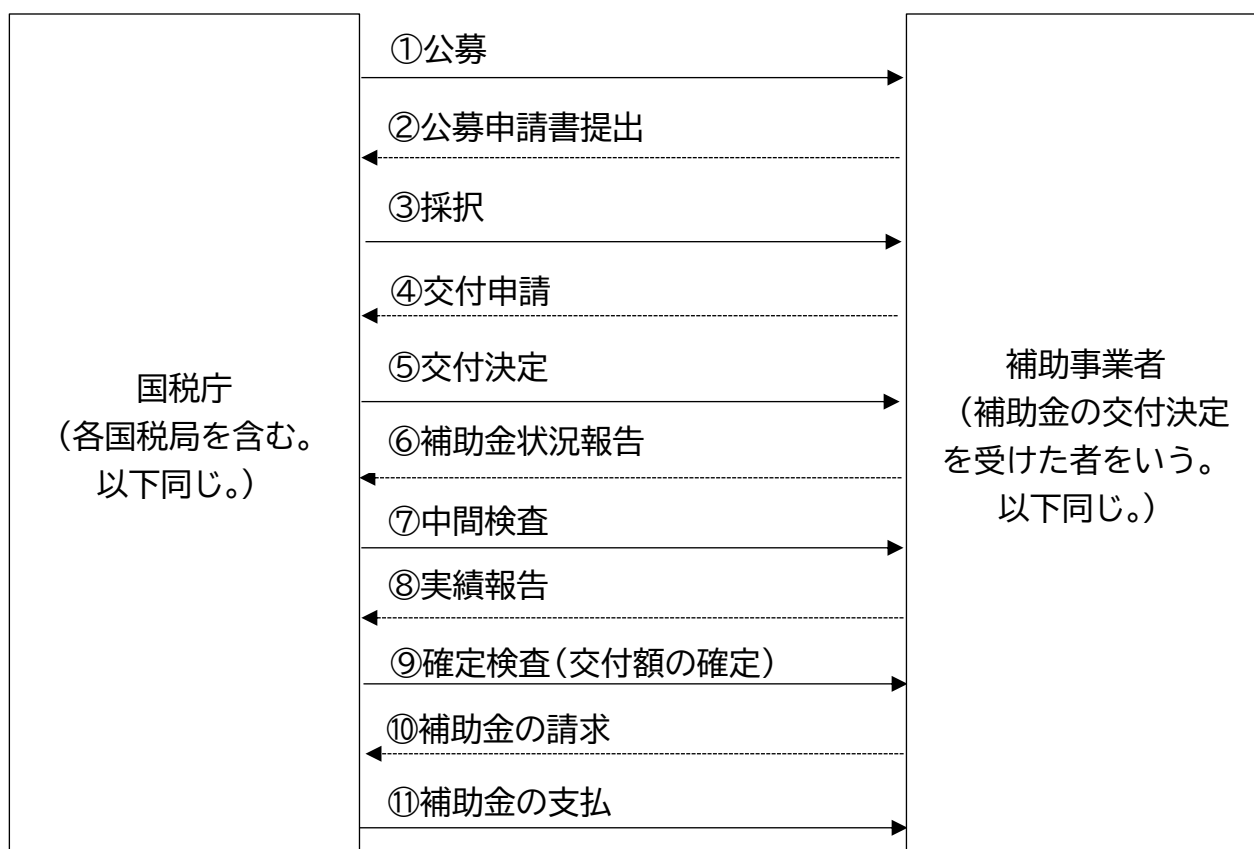 ①公募
②公募申請書提出
③採択
④交付申請
⑤交付決定
⑥補助金状況報告
⑦中間検査
⑧実績報告
⑨確定検査（交付額の確定）
⑩補助金の請求
⑪補助金の支払
国税庁
（各国税局を含む。
以下同じ。）
補助事業者
（補助金の交付決定
を受けた者をいう。
以下同じ。）